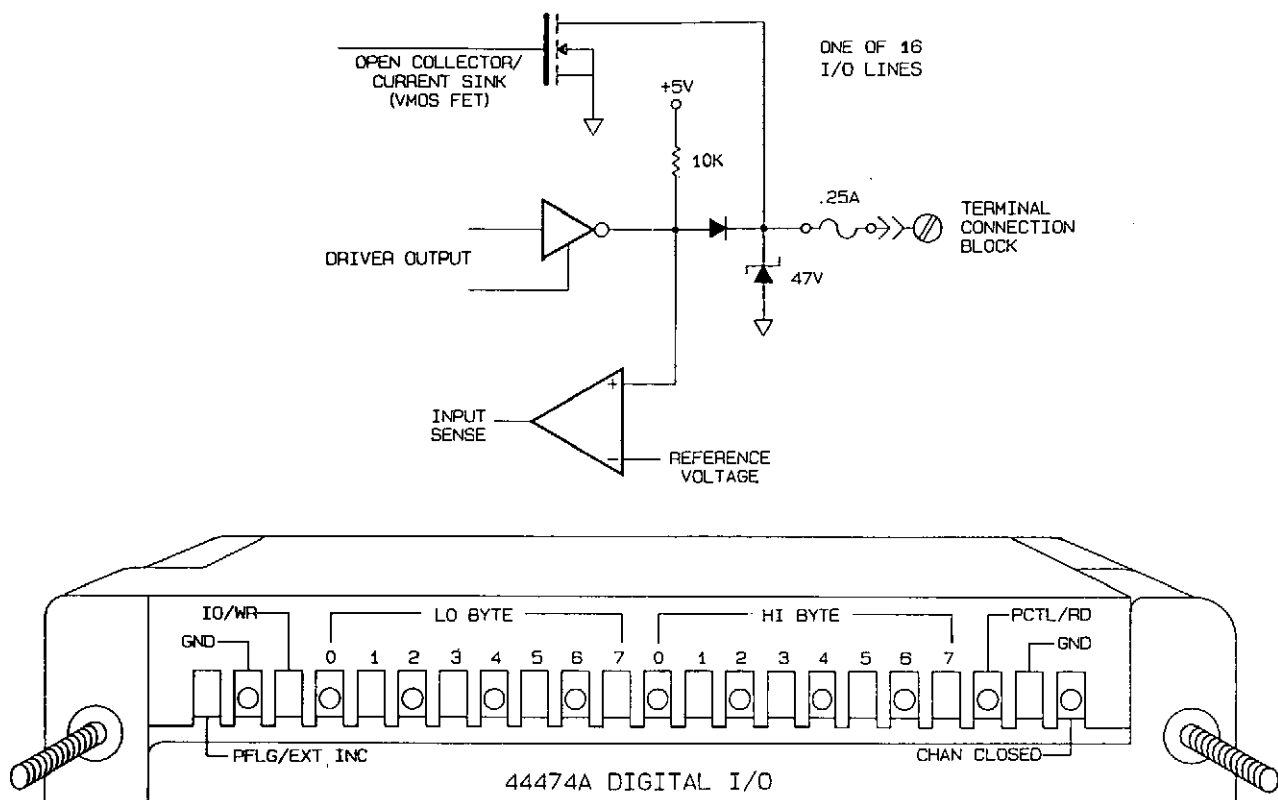 OPEN COLLECTOR/
CURRENT SINK
(VMOS FET)
ONE OF 16
I/O LINES
+5V
10K
.25A
TERMINAL
CONNECTION
BLOCK
DRIVER OUTPUT
47V
+
INPUT
SENSE
−
REFERENCE
VOLTAGE
IO/WR
LO BYTE
HI BYTE
PCTL/RD
GND
GND
0 1 2 3 4 5 6 7 0 1 2 3 4 5 6 7
PFLG/EXT INC
CHAN CLOSED
44474A DIGITAL I/O